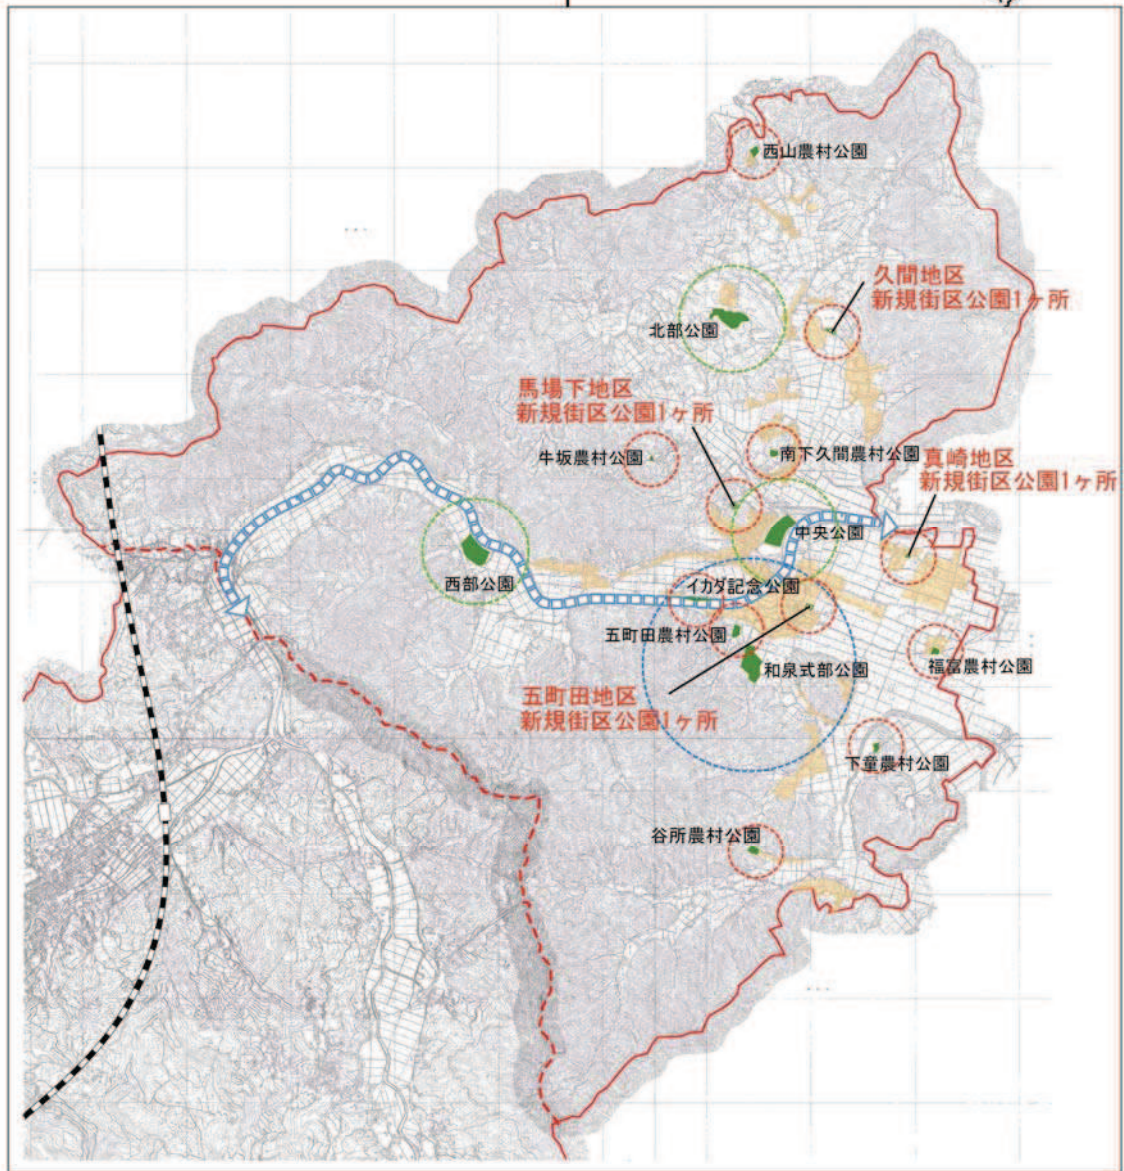 西山農村公園
久間地区
新規街区公園1ヶ所
北部公園
馬場下地区
新規街区公園1ヶ所
牛坂農村公園
南下久間農村公園
真崎地区
新規街区公園1ヶ所
中央公園
西部公園
イカダ記念公園
五町田農村公園
和泉式部公園
福富農村公園
五町田地区
新規街区公園1ヶ所
下童農村公園
谷所農村公園